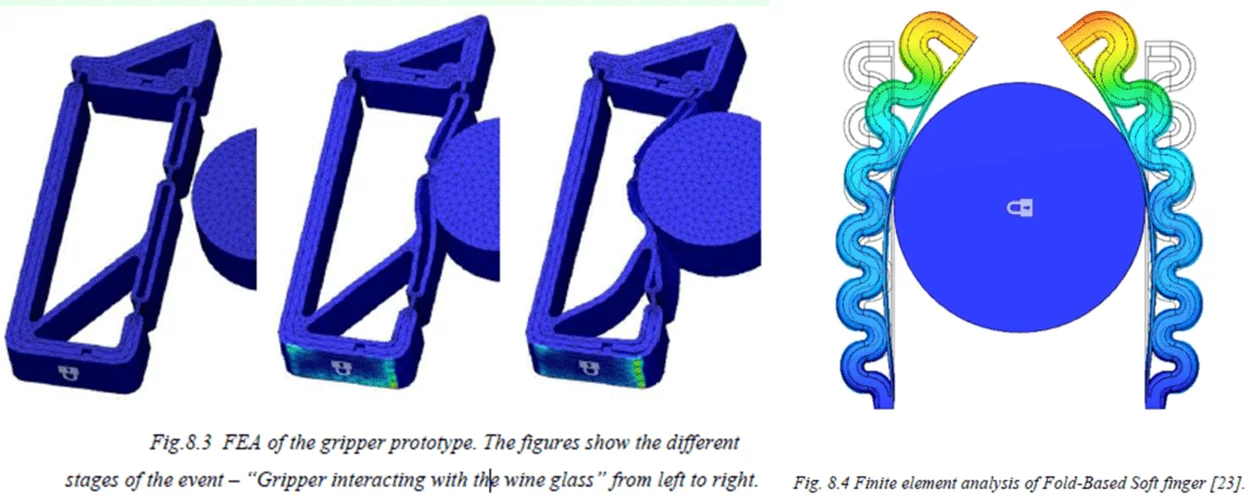 Fig.8.3 FEA of the gripper prototype. The figures show the different
stages of the event – “Gripper interacting with the wine glass” from left to right.
Fig. 8.4 Finite element analysis of Fold-Based Soft finger [23].